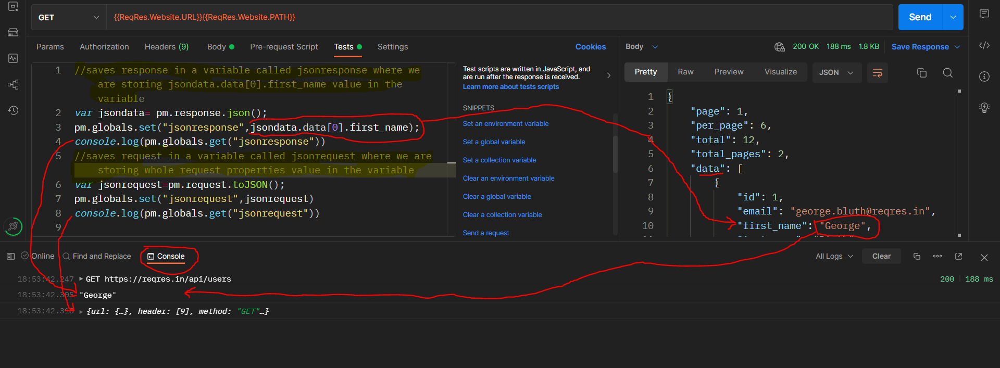 GET
{{ReqRes.Website.URL}}{{ReqRes.Website.PATH}}
Send
Params Authorization Headers (9) Body Pre-request Script Tests Settings
Cookies
1 //saves response in a variable called jsonresponse where we
are storing jsondata.data[0].first_name value in the
variable
2 var jsondata= pm.response.json();
3 pm.globals.set("jsonresponse",jsondata.data[0].first_name);
4 console.log(pm.globals.get("jsonresponse"))
5 //saves request in a variable called jsonrequest where we are
storing whole request properties value in the variable
6 var jsonrequest=pm.request.toJSON();
7 pm.globals.set("jsonrequest",jsonrequest)
8 console.log(pm.globals.get("jsonrequest"))
9
Test scripts are written in JavaScript, and
are run after the response is received.
Learn more about tests scripts
SNIPPETS
Set an environment variable
Set a global variable
Set a collection variable
Clear an environment variable
Clear a global variable
Clear a collection variable
Send a request
Body 200 OK 188 ms 1.8 KB Save Response
Pretty Raw Preview Visualize JSON
1 {
2 "page": 1,
3 "per_page": 6,
4 "total": 12,
5 "total_pages": 2,
6 "data": [
7 {
8 "id": 1,
9 "email": "george.bluth@reqres.in",
10 "first_name": "George",
Online Find and Replace Console
All Logs Clear
18:53:42.247 GET https://reqres.in/api/users 200 188 ms
18:53:42.305 "George"
18:53:42.318 {url: {…}, header: [9], method: "GET"…}